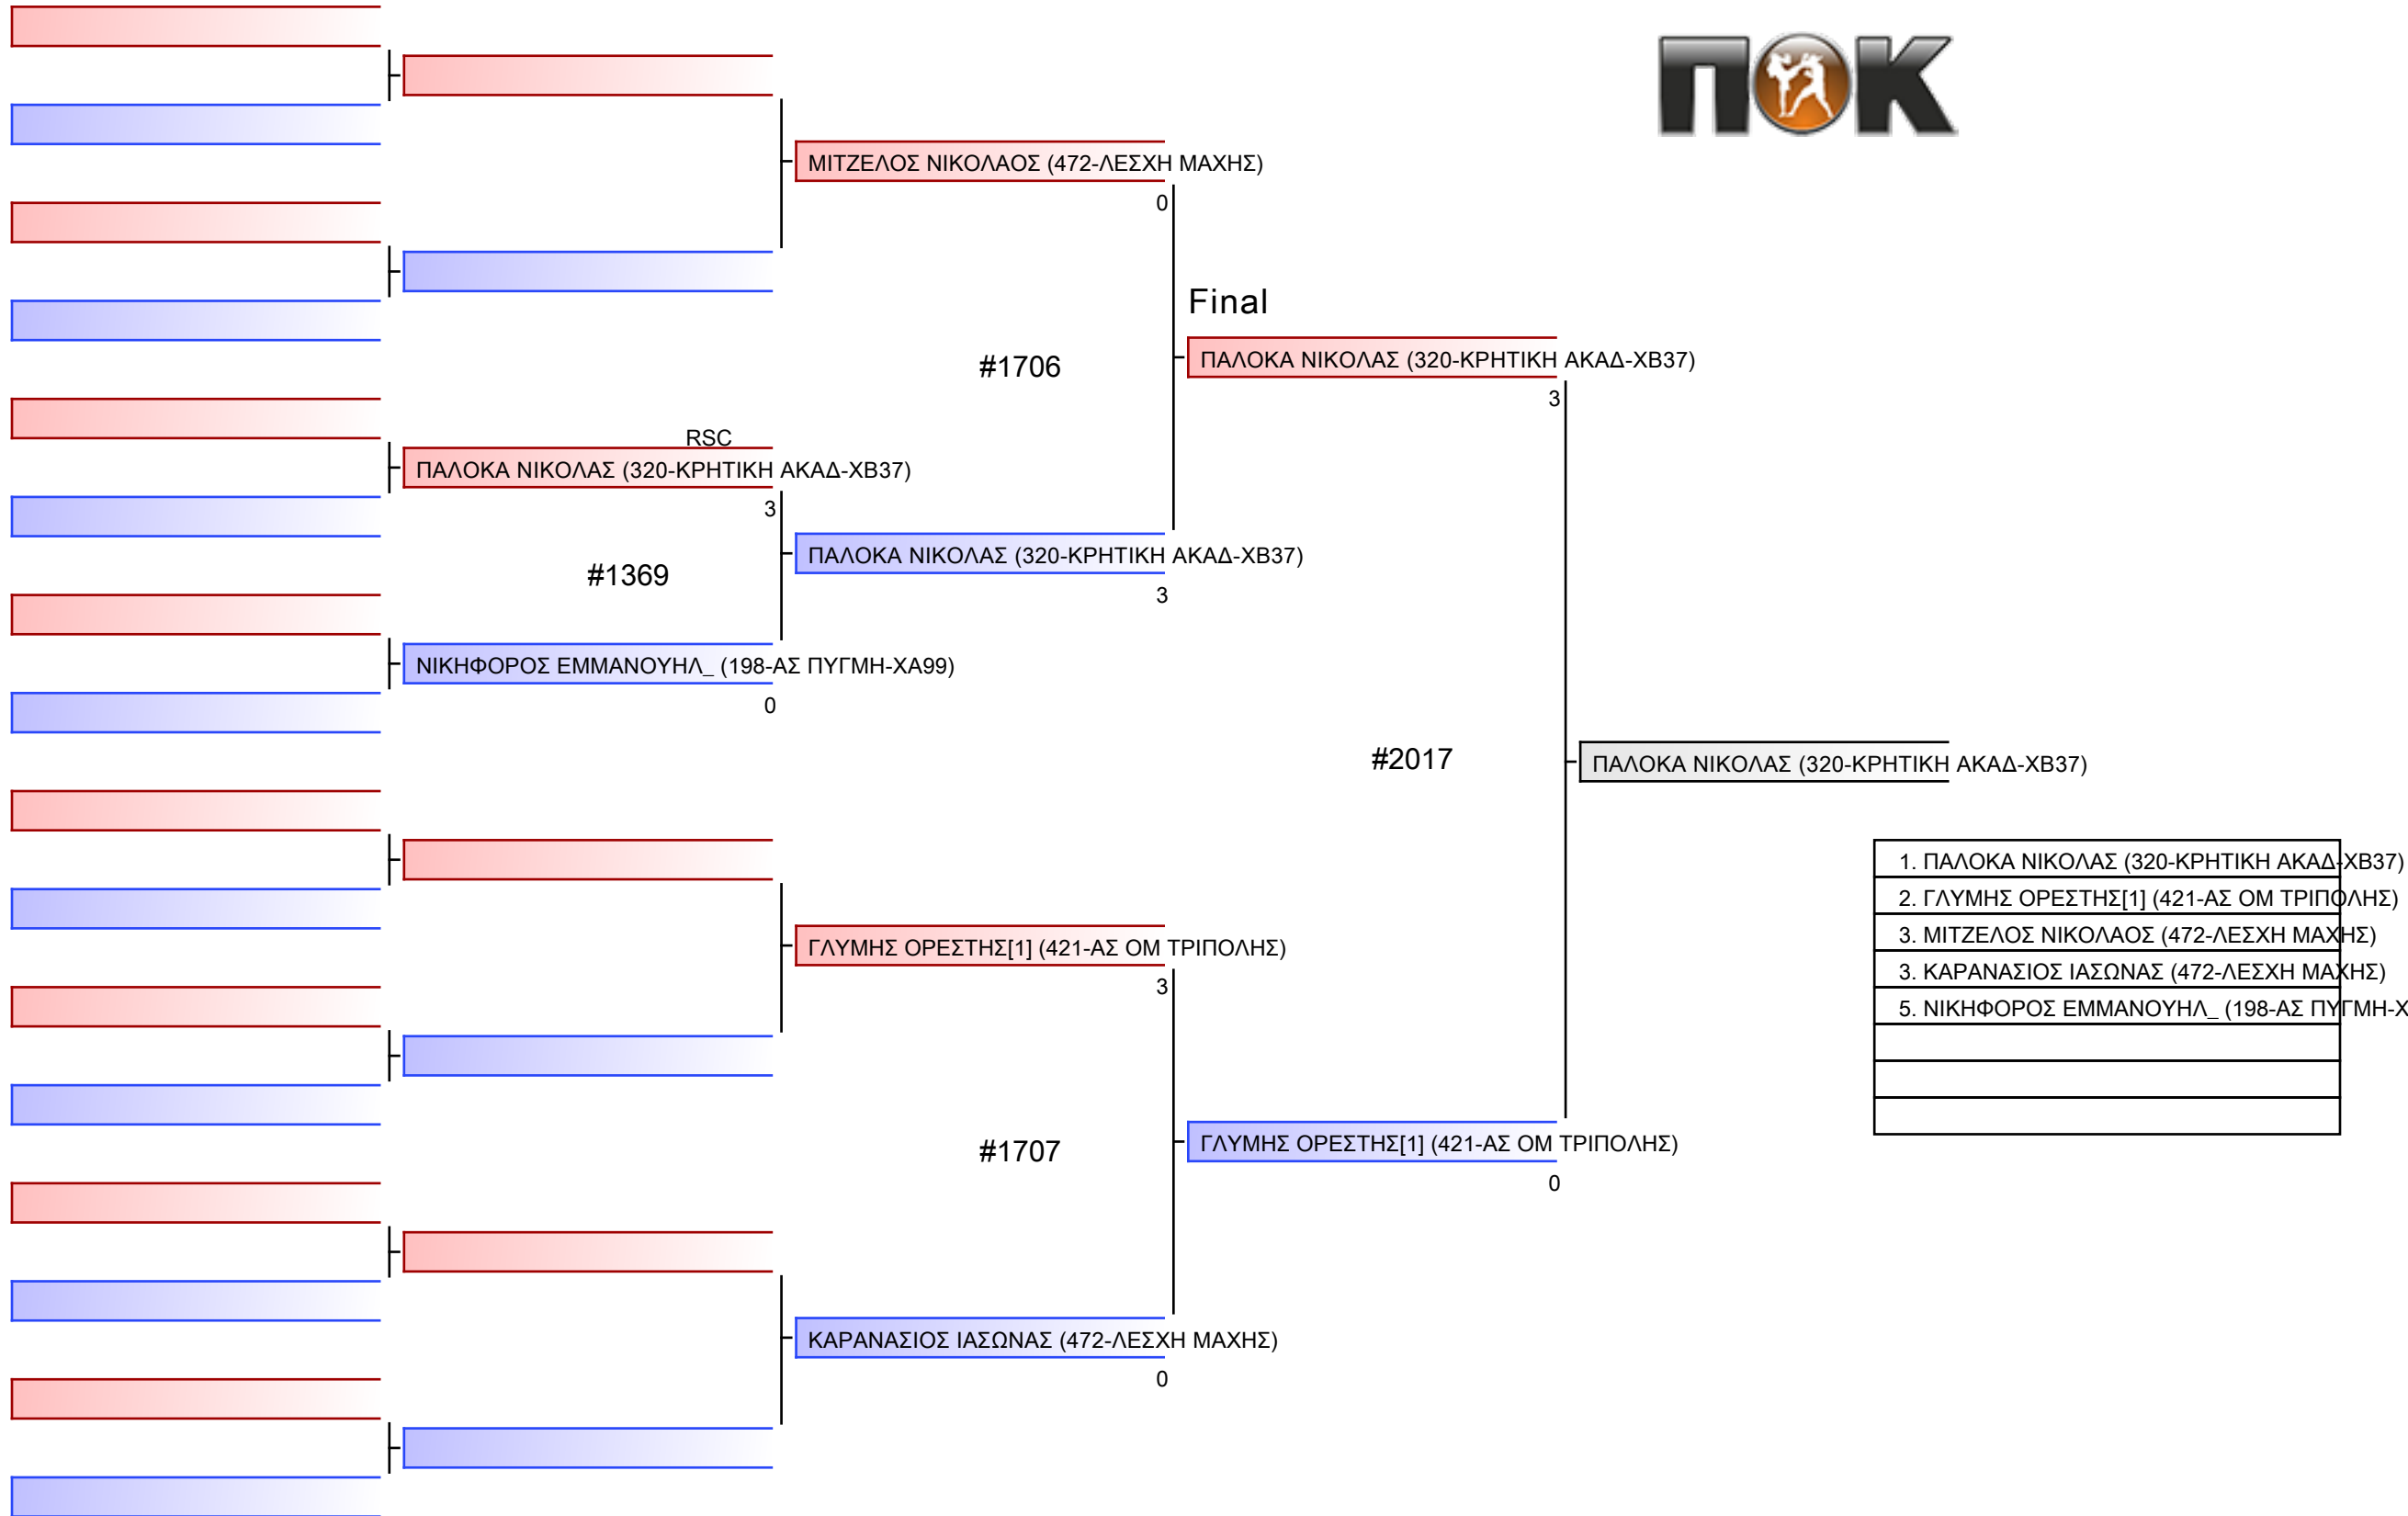 ΠΟΚ
ΜΙΤΖΕΛΟΣ ΝΙΚΟΛΑΟΣ (472-ΛΕΣΧΗ ΜΑΧΗΣ)
0
Final
#1706
ΠΑΛΟΚΑ ΝΙΚΟΛΑΣ (320-ΚΡΗΤΙΚΗ ΑΚΑΔ-ΧΒ37)
3
RSC
ΠΑΛΟΚΑ ΝΙΚΟΛΑΣ (320-ΚΡΗΤΙΚΗ ΑΚΑΔ-ΧΒ37)
3
ΠΑΛΟΚΑ ΝΙΚΟΛΑΣ (320-ΚΡΗΤΙΚΗ ΑΚΑΔ-ΧΒ37)
#1369
3
ΝΙΚΗΦΟΡΟΣ ΕΜΜΑΝΟΥΗΛ_ (198-ΑΣ ΠΥΓΜΗ-ΧΑ99)
0
#2017
ΠΑΛΟΚΑ ΝΙΚΟΛΑΣ (320-ΚΡΗΤΙΚΗ ΑΚΑΔ-ΧΒ37)
1. ΠΑΛΟΚΑ ΝΙΚΟΛΑΣ (320-ΚΡΗΤΙΚΗ ΑΚΑΔ-ΧΒ37)
2. ΓΛΥΜΗΣ ΟΡΕΣΤΗΣ[1] (421-ΑΣ ΟΜ ΤΡΙΠΟΛΗΣ)
3. ΜΙΤΖΕΛΟΣ ΝΙΚΟΛΑΟΣ (472-ΛΕΣΧΗ ΜΑΧΗΣ)
3. ΚΑΡΑΝΑΣΙΟΣ ΙΑΣΩΝΑΣ (472-ΛΕΣΧΗ ΜΑΧΗΣ)
5. ΝΙΚΗΦΟΡΟΣ ΕΜΜΑΝΟΥΗΛ_ (198-ΑΣ ΠΥΓΜΗ-Χ
ΓΛΥΜΗΣ ΟΡΕΣΤΗΣ[1] (421-ΑΣ ΟΜ ΤΡΙΠΟΛΗΣ)
3
#1707
ΓΛΥΜΗΣ ΟΡΕΣΤΗΣ[1] (421-ΑΣ ΟΜ ΤΡΙΠΟΛΗΣ)
0
ΚΑΡΑΝΑΣΙΟΣ ΙΑΣΩΝΑΣ (472-ΛΕΣΧΗ ΜΑΧΗΣ)
0